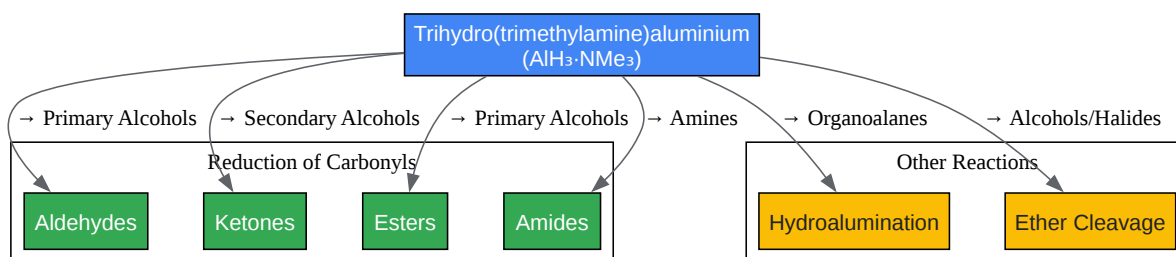 Trihydro(trimethylamine)aluminium
(AlH₃·NMe₃)
→ Primary Alcohols
→ Secondary Alcohols
→ Primary Alcohols
→ Amines
→ Organoalanes
→ Alcohols/Halides
Reduction of Carbonyls
Other Reactions
Aldehydes
Ketones
Esters
Amides
Hydroalumination
Ether Cleavage